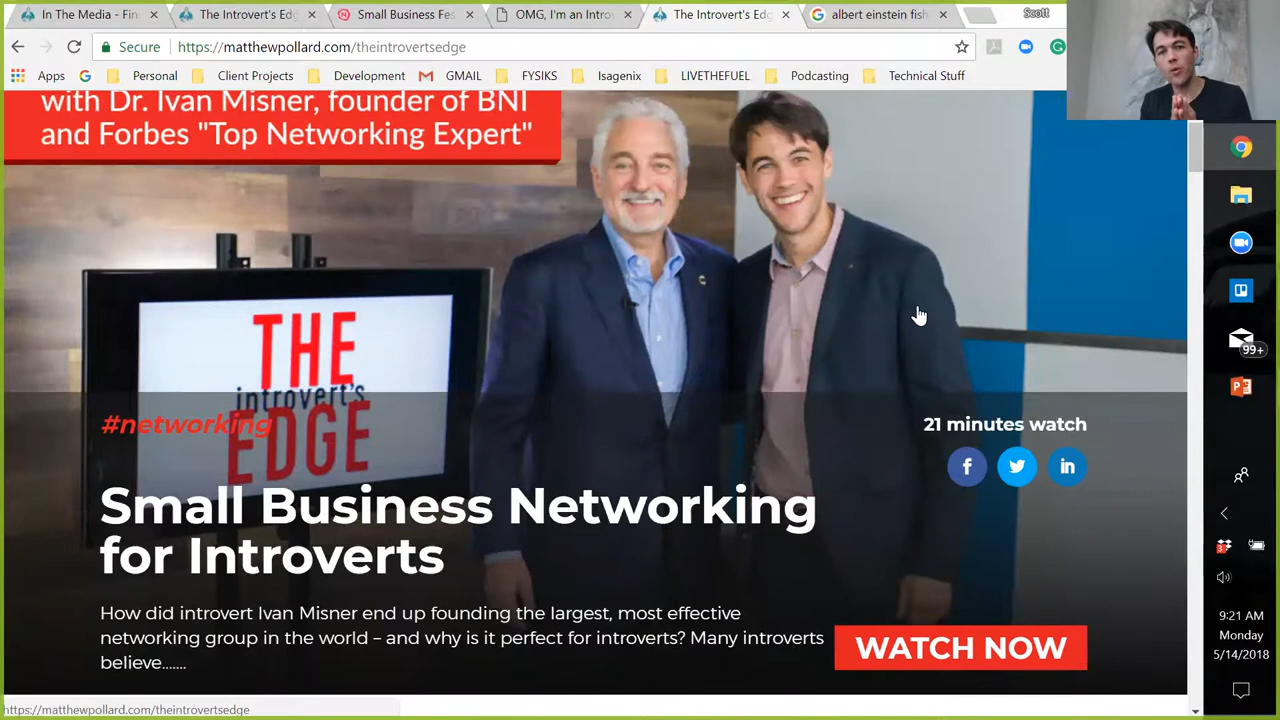 In The Media - Fin
The Introvert's Edg
Small Business Fes
OMG, I'm an Intro
The Introvert's Edg
albert einstein fish
Scott
Secure
https://matthewpollard.com/theintrovertsedge
Apps
Personal
Client Projects
Development
GMAIL
FYSIKS
Isagenix
LIVETHEFUEL
Podcasting
Technical Stuff
with Dr. Ivan Misner, founder of BNI
and Forbes "Top Networking Expert"
THE
introvert's
EDGE
#networking
21 minutes watch
Small Business Networking
for Introverts
How did introvert Ivan Misner end up founding the largest, most effective
networking group in the world – and why is it perfect for introverts? Many introverts
believe…....
WATCH NOW
https://matthewpollard.com/theintrovertsedge
99+
3
9:21 AM
Monday
5/14/2018